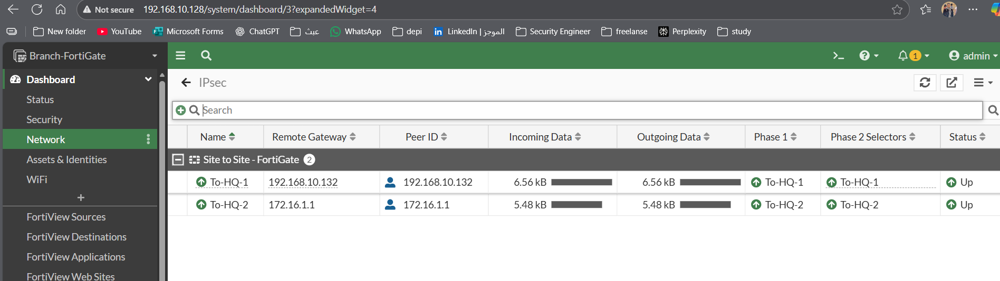 Not secure 192.168.10.128/system/dashboard/3?expandedWidget=4
New folder YouTube Microsoft Forms ChatGPT عبث WhatsApp depi LinkedIn | الموجز Security Engineer freelanse Perplexity study
Branch-FortiGate 1 admin
Dashboard
IPsec
Status
Search
Security
Network
Name Remote Gateway Peer ID Incoming Data Outgoing Data Phase 1 Phase 2 Selectors Status
Assets & Identities
Site to Site - FortiGate 2
WiFi
To-HQ-1 192.168.10.132 192.168.10.132 6.56 kB 6.56 kB To-HQ-1 To-HQ-1 Up
To-HQ-2 172.16.1.1 172.16.1.1 5.48 kB 5.48 kB To-HQ-2 To-HQ-2 Up
FortiView Sources
FortiView Destinations
FortiView Applications
FortiView Web Sites